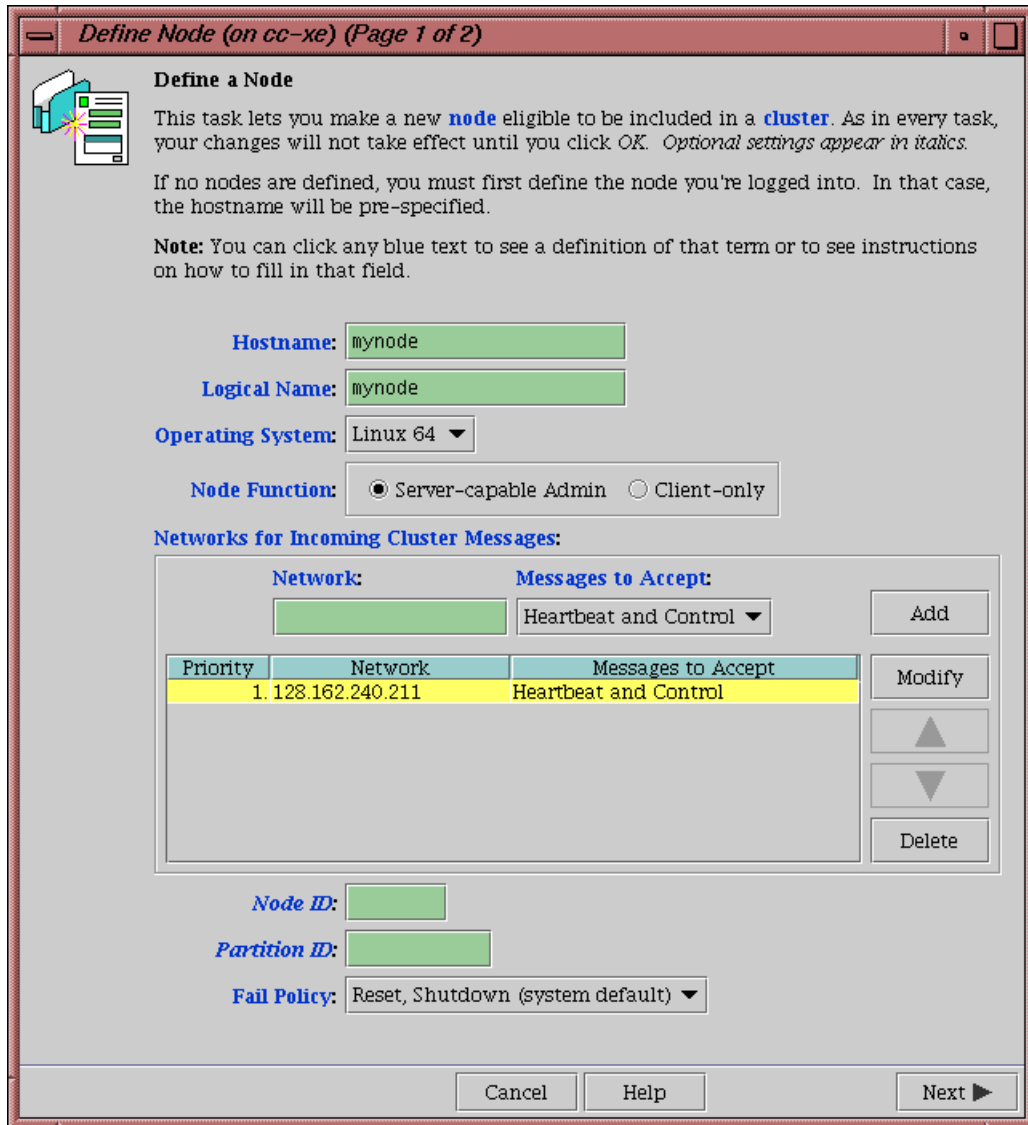 Define Node (on cc-xe) (Page 1 of 2)
Define a Node
This task lets you make a new node eligible to be included in a cluster. As in every task,
your changes will not take effect until you click OK. Optional settings appear in italics.
If no nodes are defined, you must first define the node you're logged into. In that case,
the hostname will be pre-specified.
Note: You can click any blue text to see a definition of that term or to see instructions
on how to fill in that field.
Hostname: mynode
Logical Name: mynode
Operating System: Linux 64
Node Function: Server-capable Admin Client-only
Networks for Incoming Cluster Messages:
Network: Messages to Accept:
Heartbeat and Control Add
Priority Network Messages to Accept
Modify
1. 128.162.240.211 Heartbeat and Control
Delete
Node ID:
Partition ID:
Fail Policy: Reset, Shutdown (system default)
Cancel Help Next